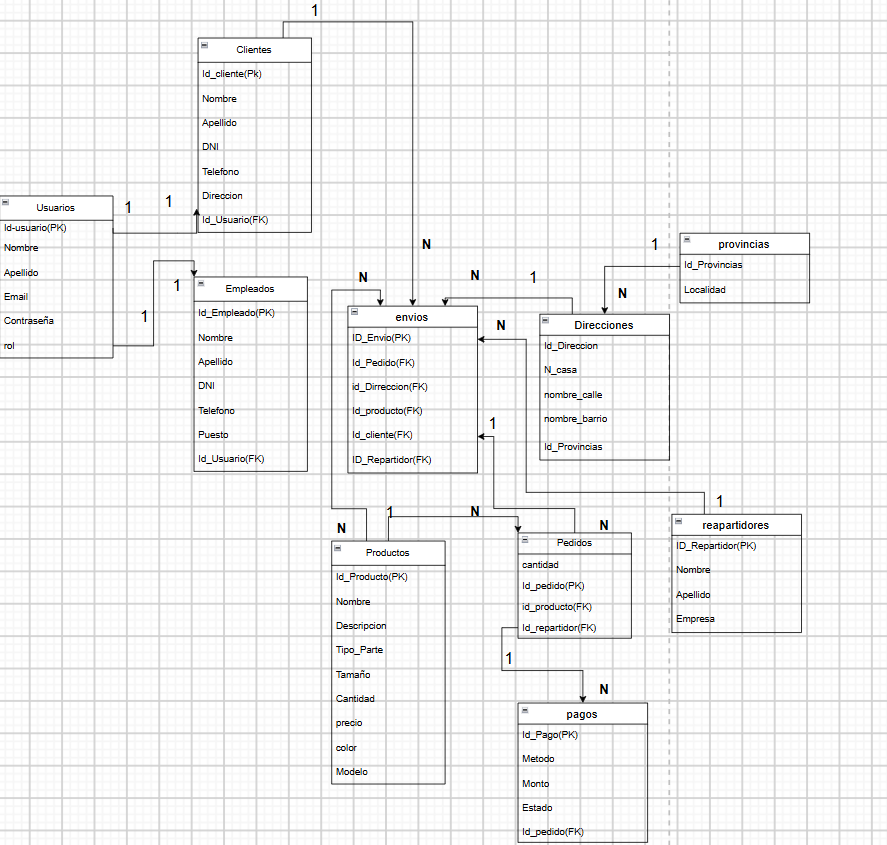 1
Clientes
Id_cliente(Pk)
Nombre
Apellido
DNI
Telefono
Direccion
Id_Usuario(FK)
Usuarios
Id-usuario(PK)
Nombre
Apellido
Email
Contraseña
rol
1
1
1
1
Empleados
Id_Empleado(PK)
Nombre
Apellido
DNI
Telefono
Puesto
Id_Usuario(FK)
N
N
N
1
N
envios
ID_Envio(PK)
Id_Pedido(FK)
id_Dirreccion(FK)
Id_producto(FK)
Id_cliente(FK)
ID_Repartidor(FK)
1
N
provincias
Id_Provincias
Localidad
Direcciones
Id_Direccion
N_casa
nombre_calle
nombre_barrio
Id_Provincias
1
1
N
N
1
N
Productos
Id_Producto(PK)
Nombre
Descripcion
Tipo_Parte
Tamaño
Cantidad
precio
color
Modelo
Pedidos
cantidad
Id_pedido(PK)
id_producto(FK)
Id_repartidor(FK)
reapartidores
ID_Repartidor(PK)
Nombre
Apellido
Empresa
1
N
pagos
Id_Pago(PK)
Metodo
Monto
Estado
Id_pedido(FK)